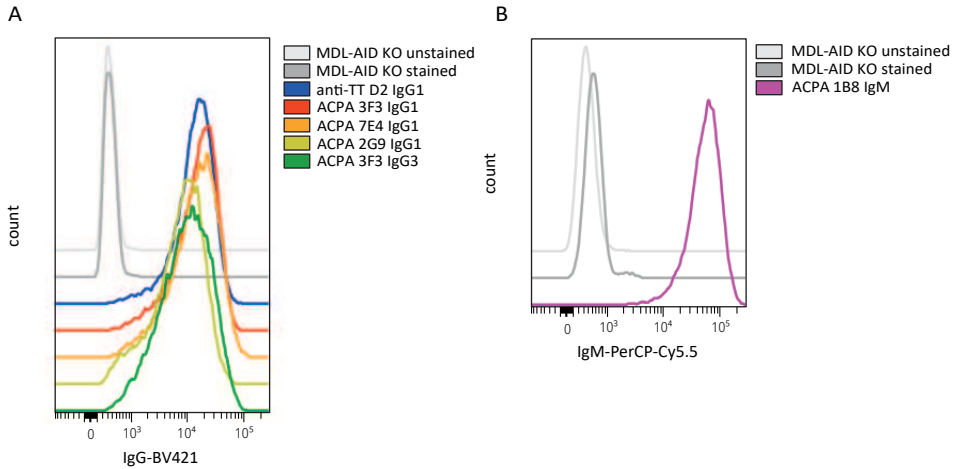 A
MDL-AID KO unstained
MDL-AID KO stained
anti-TT D2 IgG1
ACPA 3F3 IgG1
ACPA 7E4 IgG1
ACPA 2G9 IgG1
ACPA 3F3 IgG3
count
0 10³ 10⁴ 10⁵
IgG-BV421
B
MDL-AID KO unstained
MDL-AID KO stained
ACPA 1B8 IgM
count
0 10³ 10⁴ 10⁵
IgM-PerCP-Cy5.5